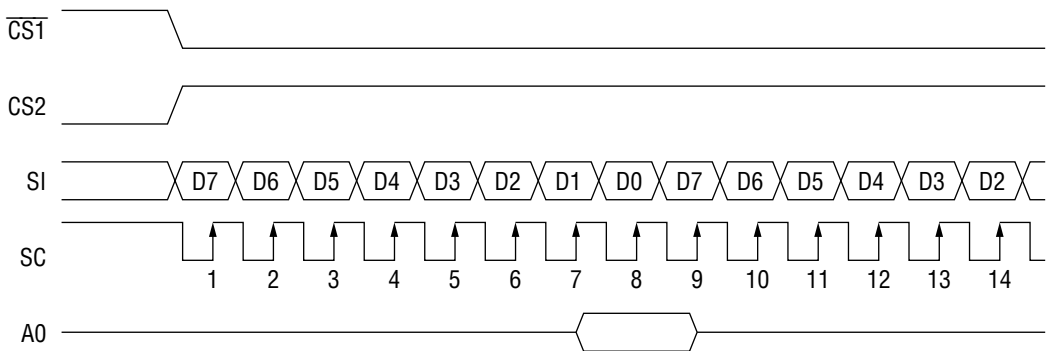 CS1
CS2
SI D7 D6 D5 D4 D3 D2 D1 D0 D7 D6 D5 D4 D3 D2
SC
1 2 3 4 5 6 7 8 9 10 11 12 13 14
A0